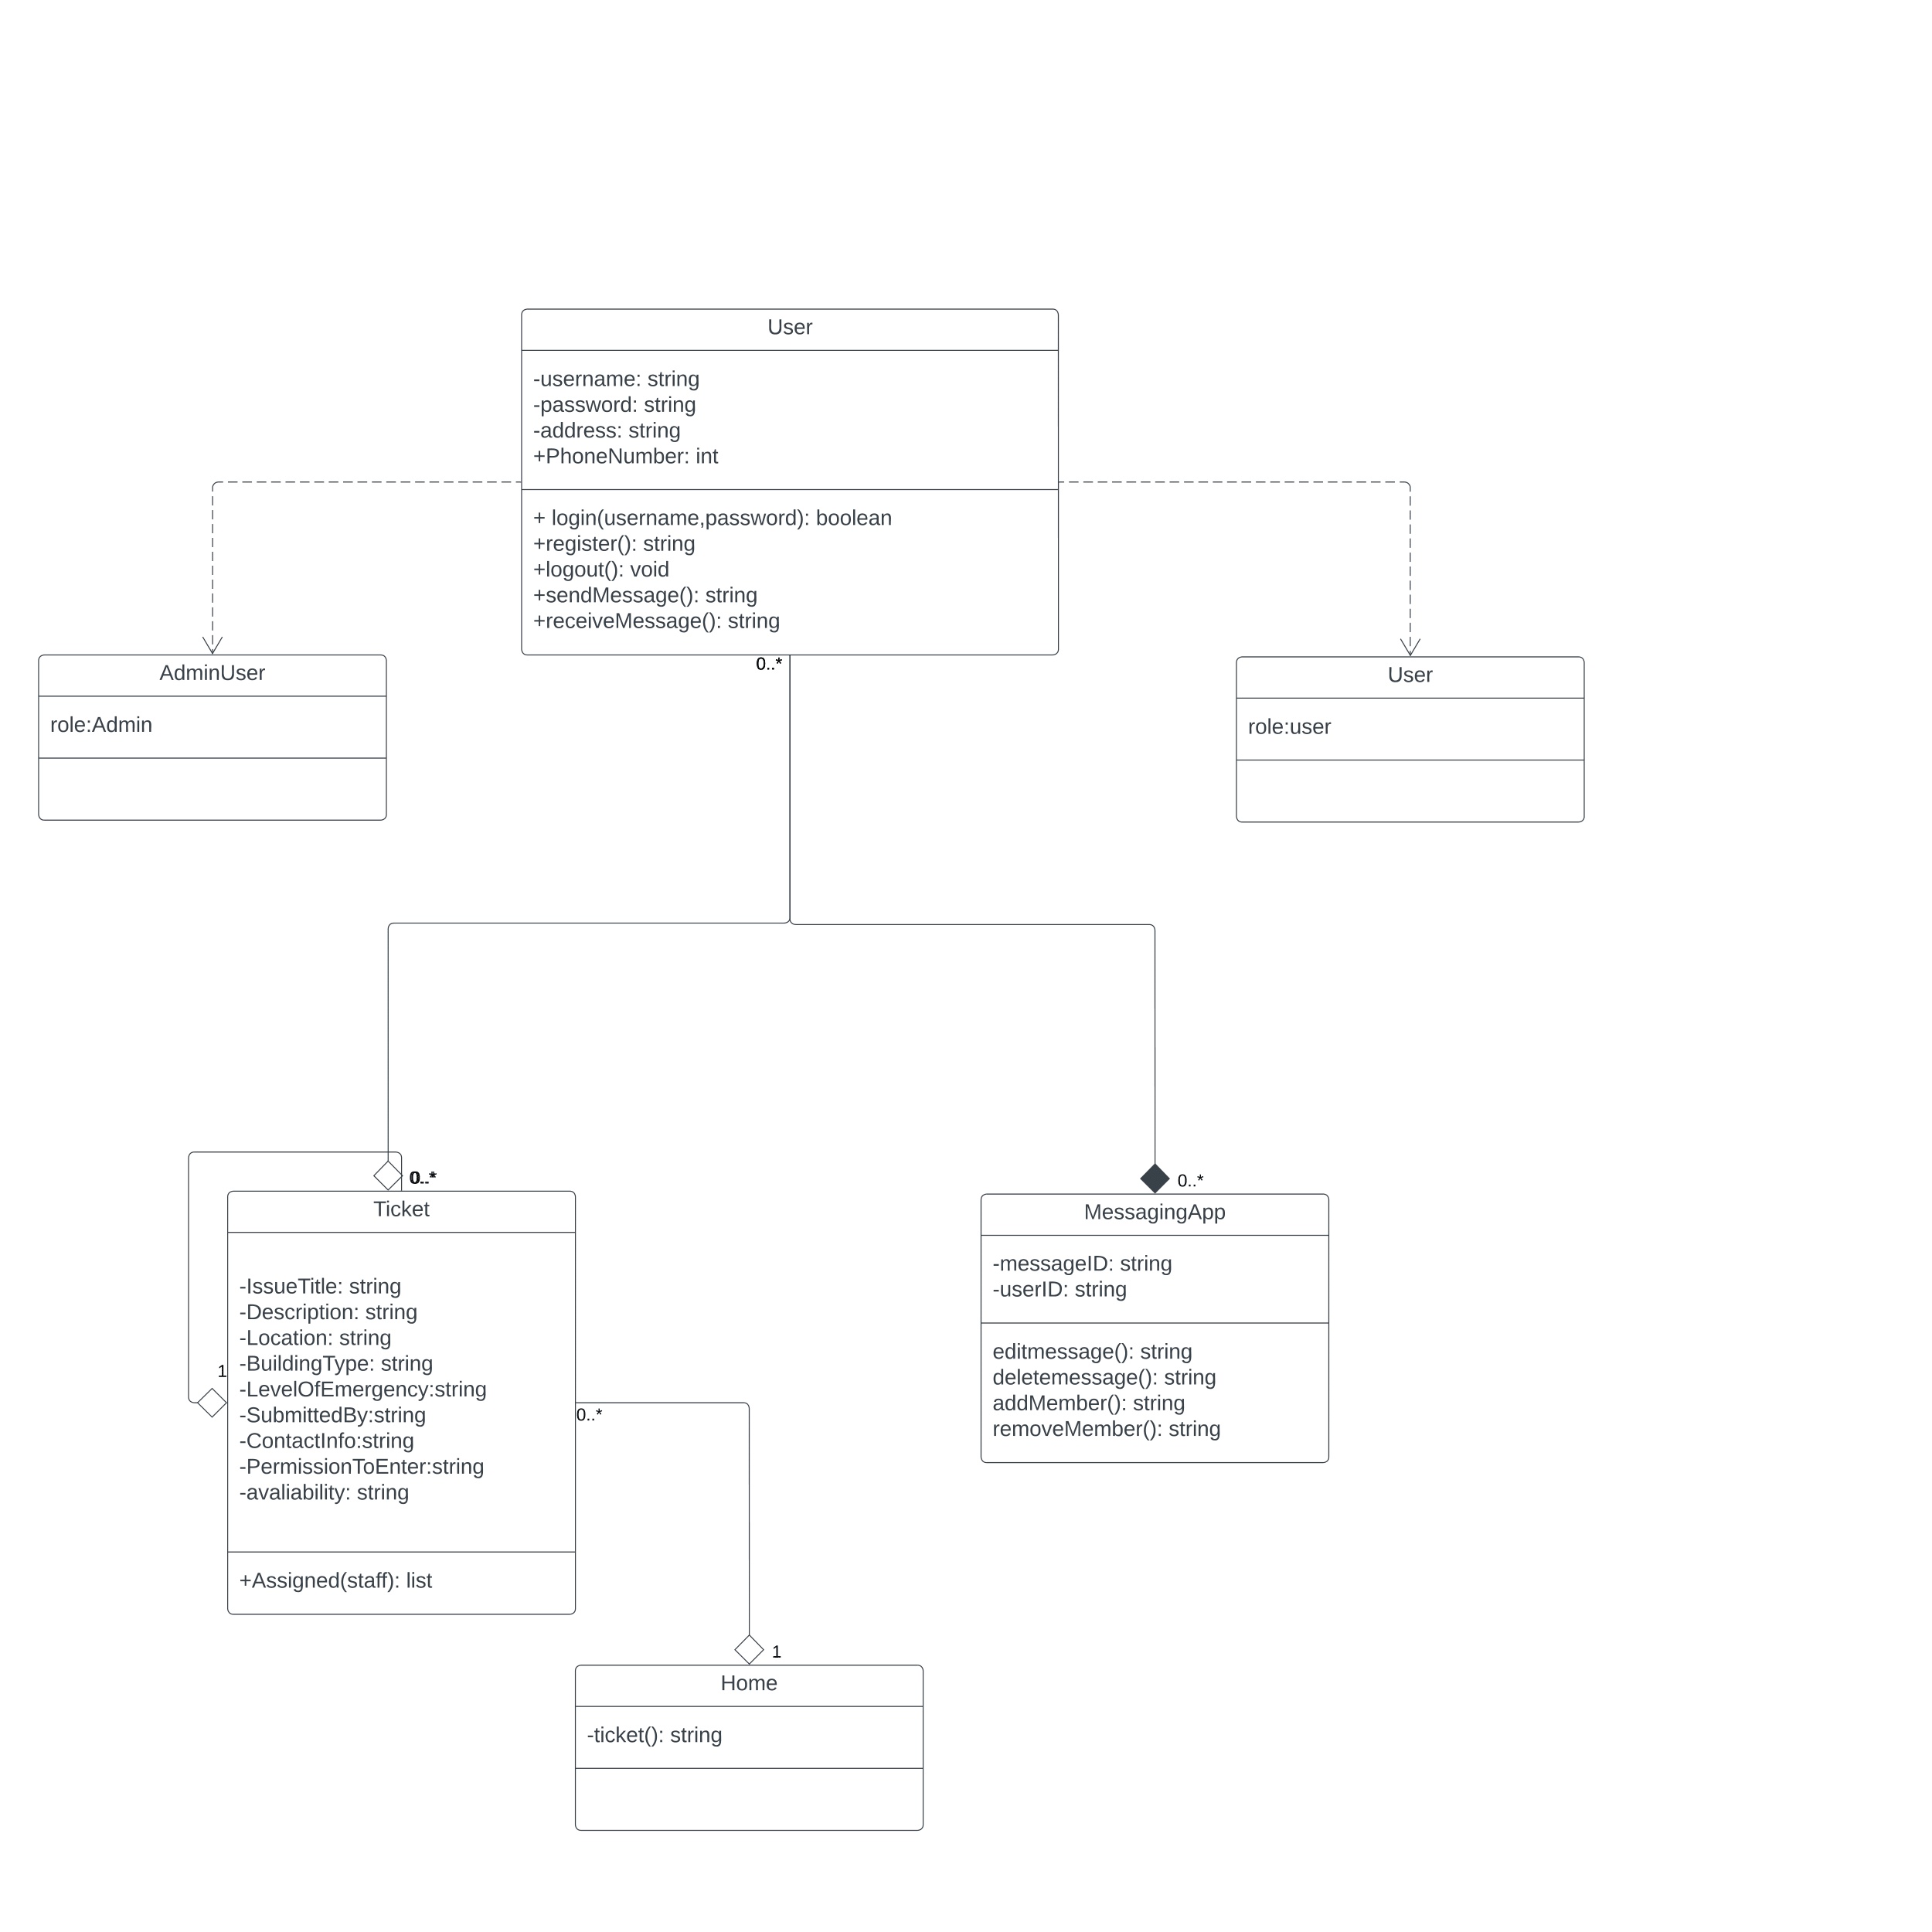 User
-username: string
-password: string
-address: string
+PhoneNumber: int
+ login(username,password): boolean
+register(): string
+logout(): void
+sendMessage(): string
+receiveMessage(): string
0..*
AdminUser
role:Admin
User
role:user
0..*
Ticket
-IssueTitle: string
-Description: string
-Location: string
-BuildingType: string
1
-LevelOfEmergency:string
-SubmittedBy:string
-ContactInfo:string
-PermissionToEnter:string
-avaliability: string
+Assigned(staff): list
0..*
0..*
MessagingApp
-messageID: string
-userID: string
editmessage(): string
deletemessage(): string
addMember(): string
removeMember(): string
1
Home
-ticket(): string